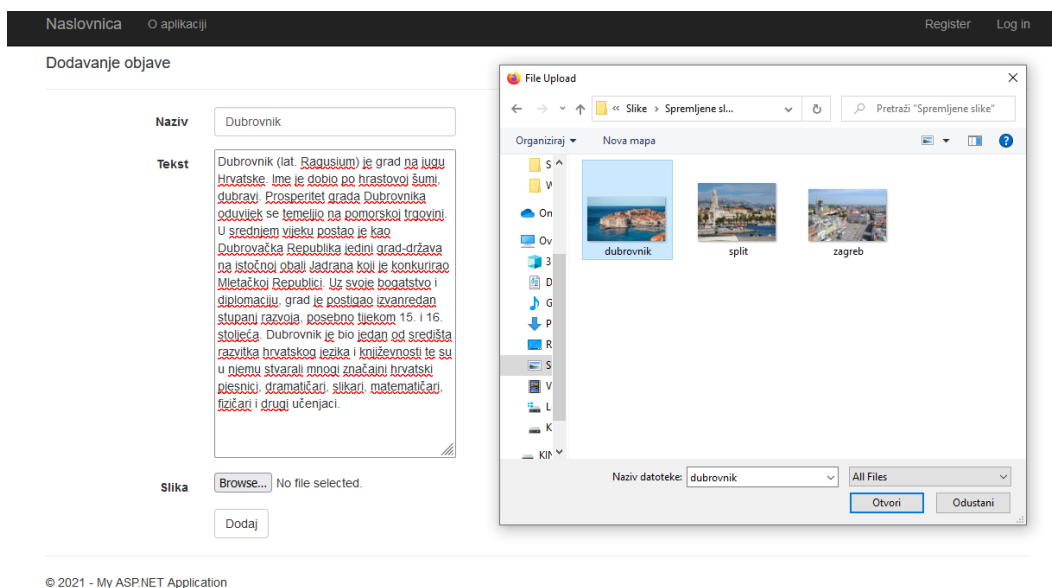 Naslovnica O aplikaciji Register Log in
Dodavanje objave
Naziv Dubrovnik
Tekst
Dubrovnik (lat. Ragusium) je grad na jugu
Hrvatske. Ime je dobio po hrastovoj šumi,
dubravi. Prosperitet grada Dubrovnika
oduvijek se temeljio na pomorskoj trgovini.
U srednjem vijeku postao je kao
Dubrovačka Republika jedini grad-država
na istočnoj obali Jadrana koji je konkurirao
Mletačkoj Republici. Uz svoje bogatstvo i
diplomaciju, grad je postigao izvanredan
stupanj razvoja, posebno tijekom 15. i 16.
stoljeća. Dubrovnik je bio jedan od središta
razvitka hrvatskog jezika i književnosti te su
u njemu stvarali mnogi značajni hrvatski
pjesnici, dramatičari, slikari, matematičari,
fizičari i drugi učenjaci.
Slika Browse... No file selected.
Dodaj
© 2021 - My ASP.NET Application
File Upload
« Slike › Spremljene sl... Pretraži "Spremljene slike"
Organiziraj Nova mapa
S
W
On
Ov
3
D
G
P
R
S
V
L
K
KIN
dubrovnik split zagreb
Naziv datoteke: dubrovnik All Files
Otvori Odustani